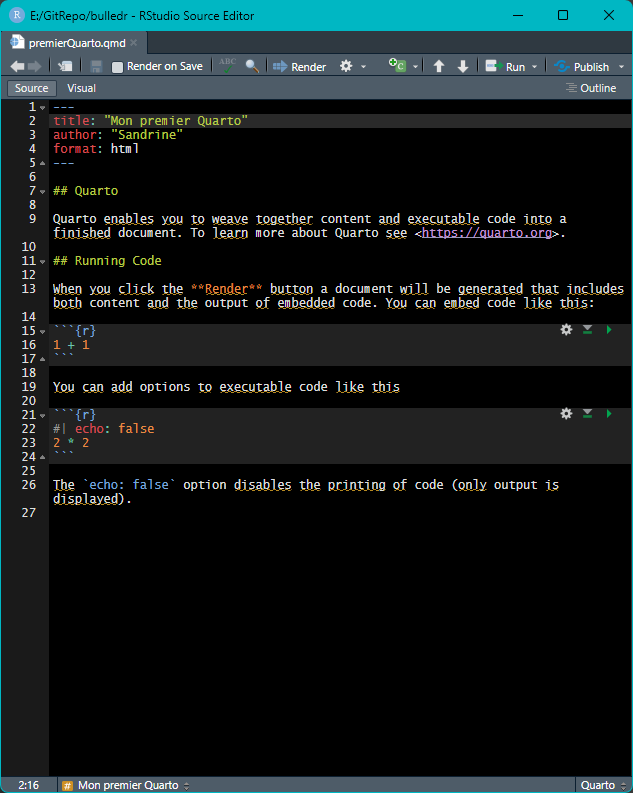 E:/GitRepo/bulledr - RStudio Source Editor
premierQuarto.qmd
Render on Save ABC Render Run Publish
Source Visual Outline
1 ---
2 title: "Mon premier Quarto"
3 author: "Sandrine"
4 format: html
5 ---
6
7 ## Quarto
8
9 Quarto enables you to weave together content and executable code into a
finished document. To learn more about Quarto see <https://quarto.org>.
10
11 ## Running Code
12
13 When you click the **Render** button a document will be generated that includes
both content and the output of embedded code. You can embed code like this:
14
15 ```{r}
16 1 + 1
17 ```
18
19 You can add options to executable code like this
20
21 ```{r}
22 #| echo: false
23 2 * 2
24 ```
25
26 The `echo: false` option disables the printing of code (only output is
displayed).
27
2:16 # Mon premier Quarto Quarto